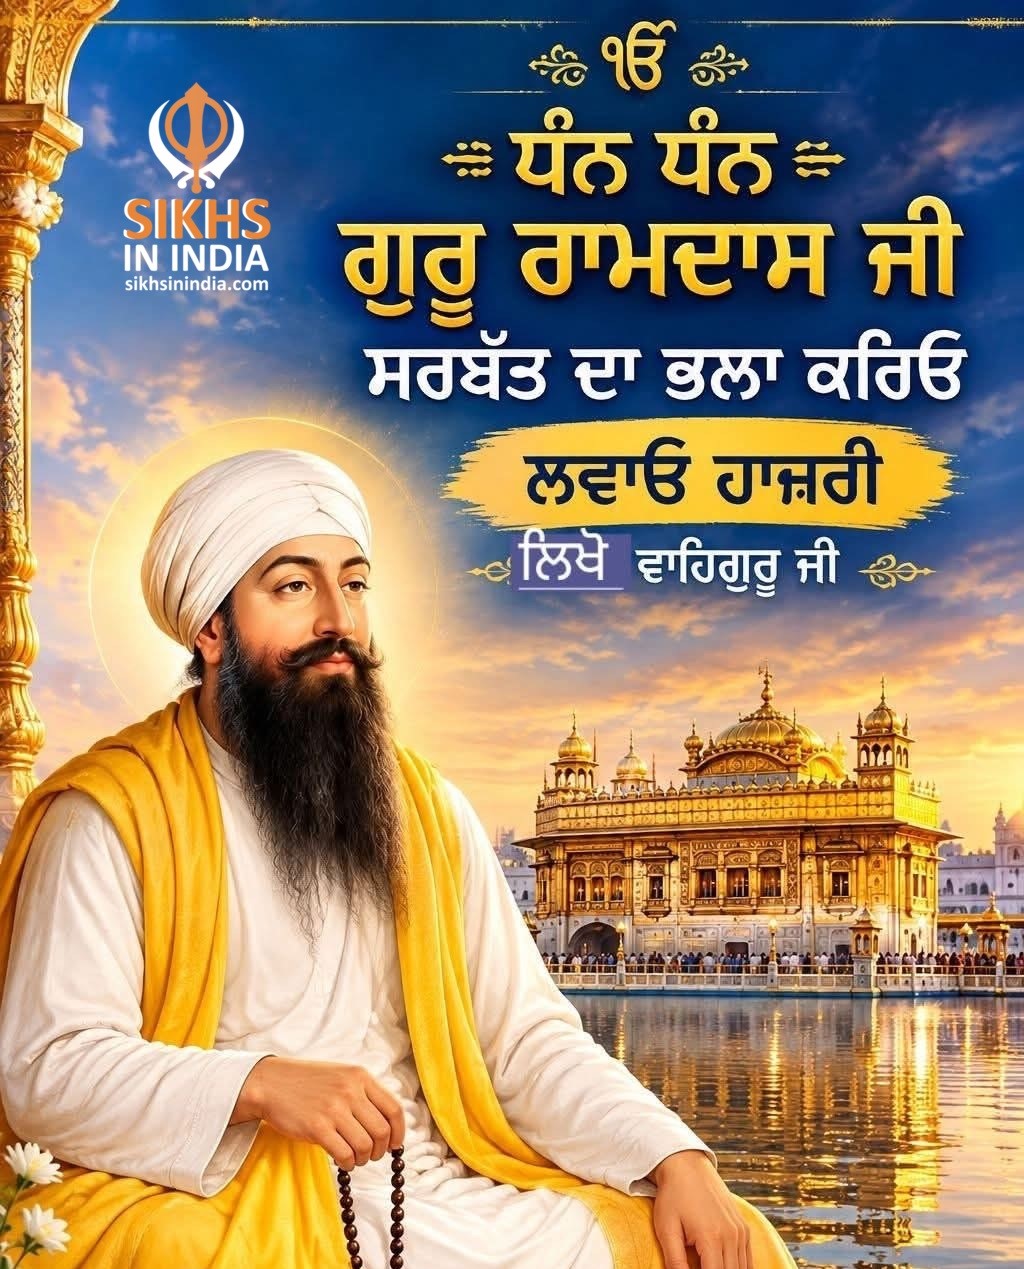 ੴ
ਧੰਨ ਧੰਨ
ਗੁਰੂ ਰਾਮਦਾਸ ਜੀ
ਸਰਬੱਤ ਦਾ ਭਲਾ ਕਰਿਓ
ਲਵਾਓ ਹਾਜ਼ਰੀ
ਲਿਖੋ ਵਾਹਿਗੁਰੂ ਜੀ
SIKHS
IN INDIA
sikhsinindia.com